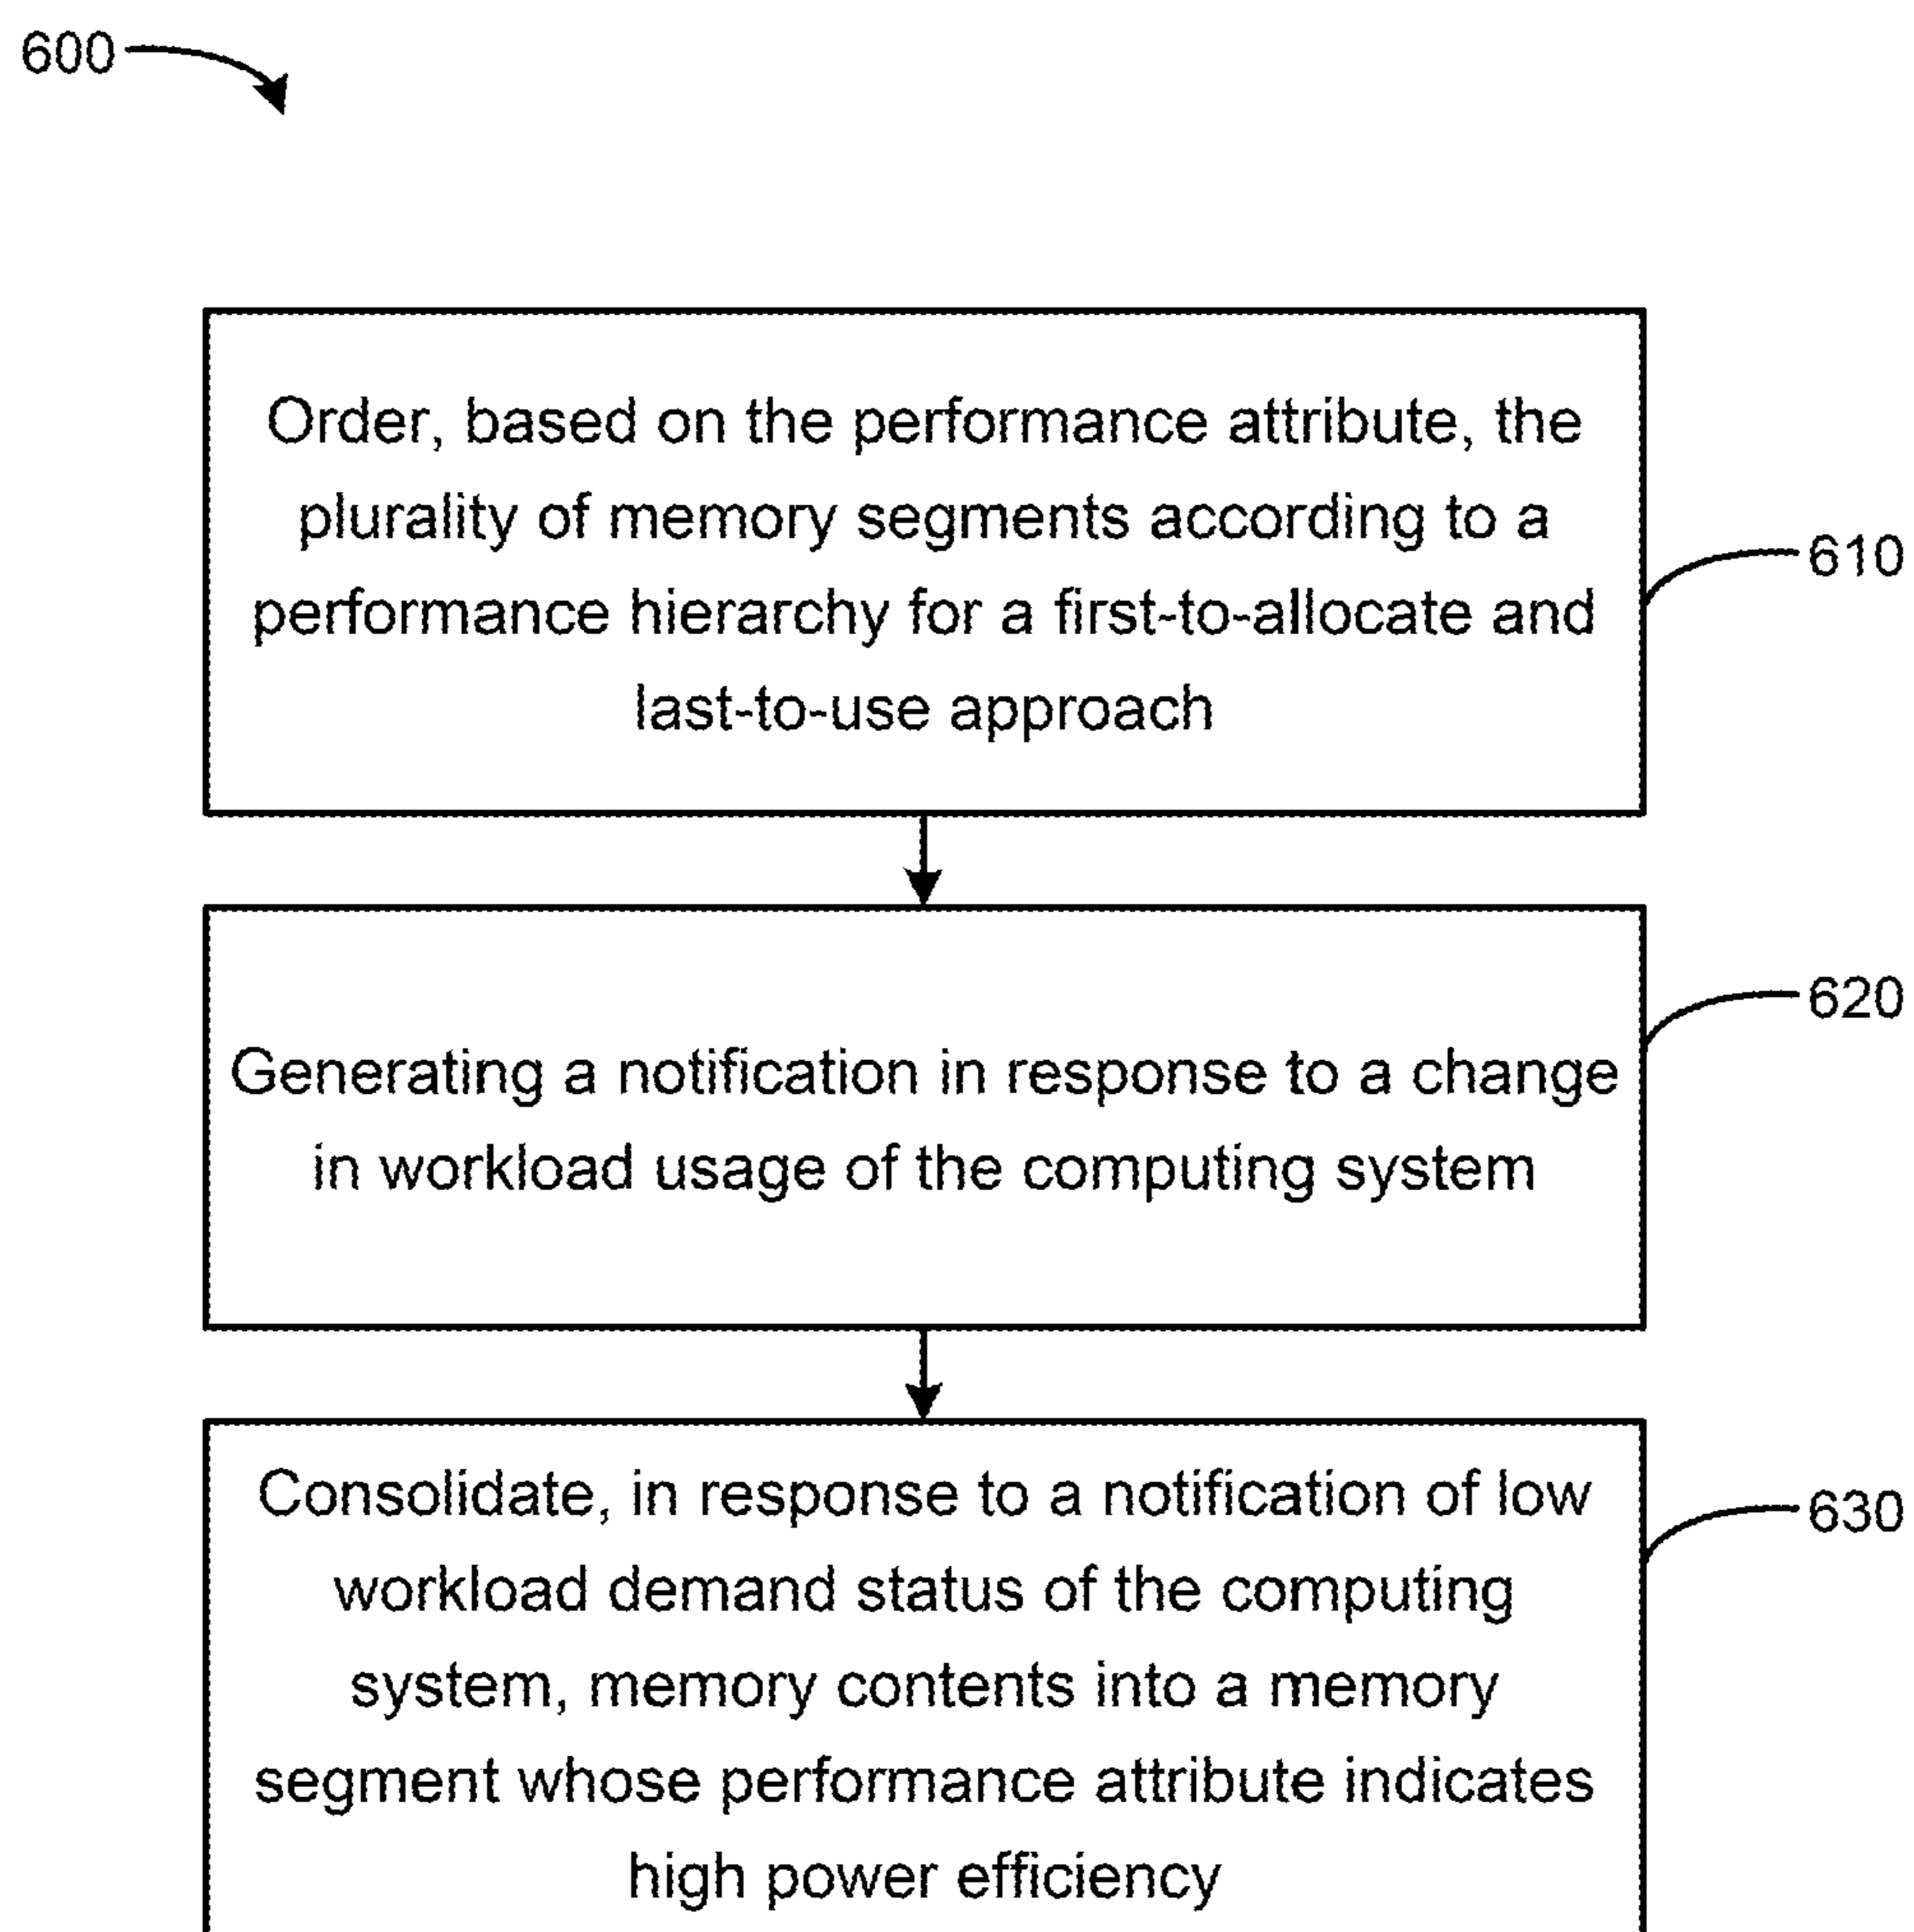 600
Order, based on the performance attribute, the
plurality of memory segments according to a
performance hierarchy for a first-to-allocate and
last-to-use approach
610
Generating a notification in response to a change
in workload usage of the computing system
620
Consolidate, in response to a notification of low
workload demand status of the computing
system, memory contents into a memory
segment whose performance attribute indicates
high power efficiency
630